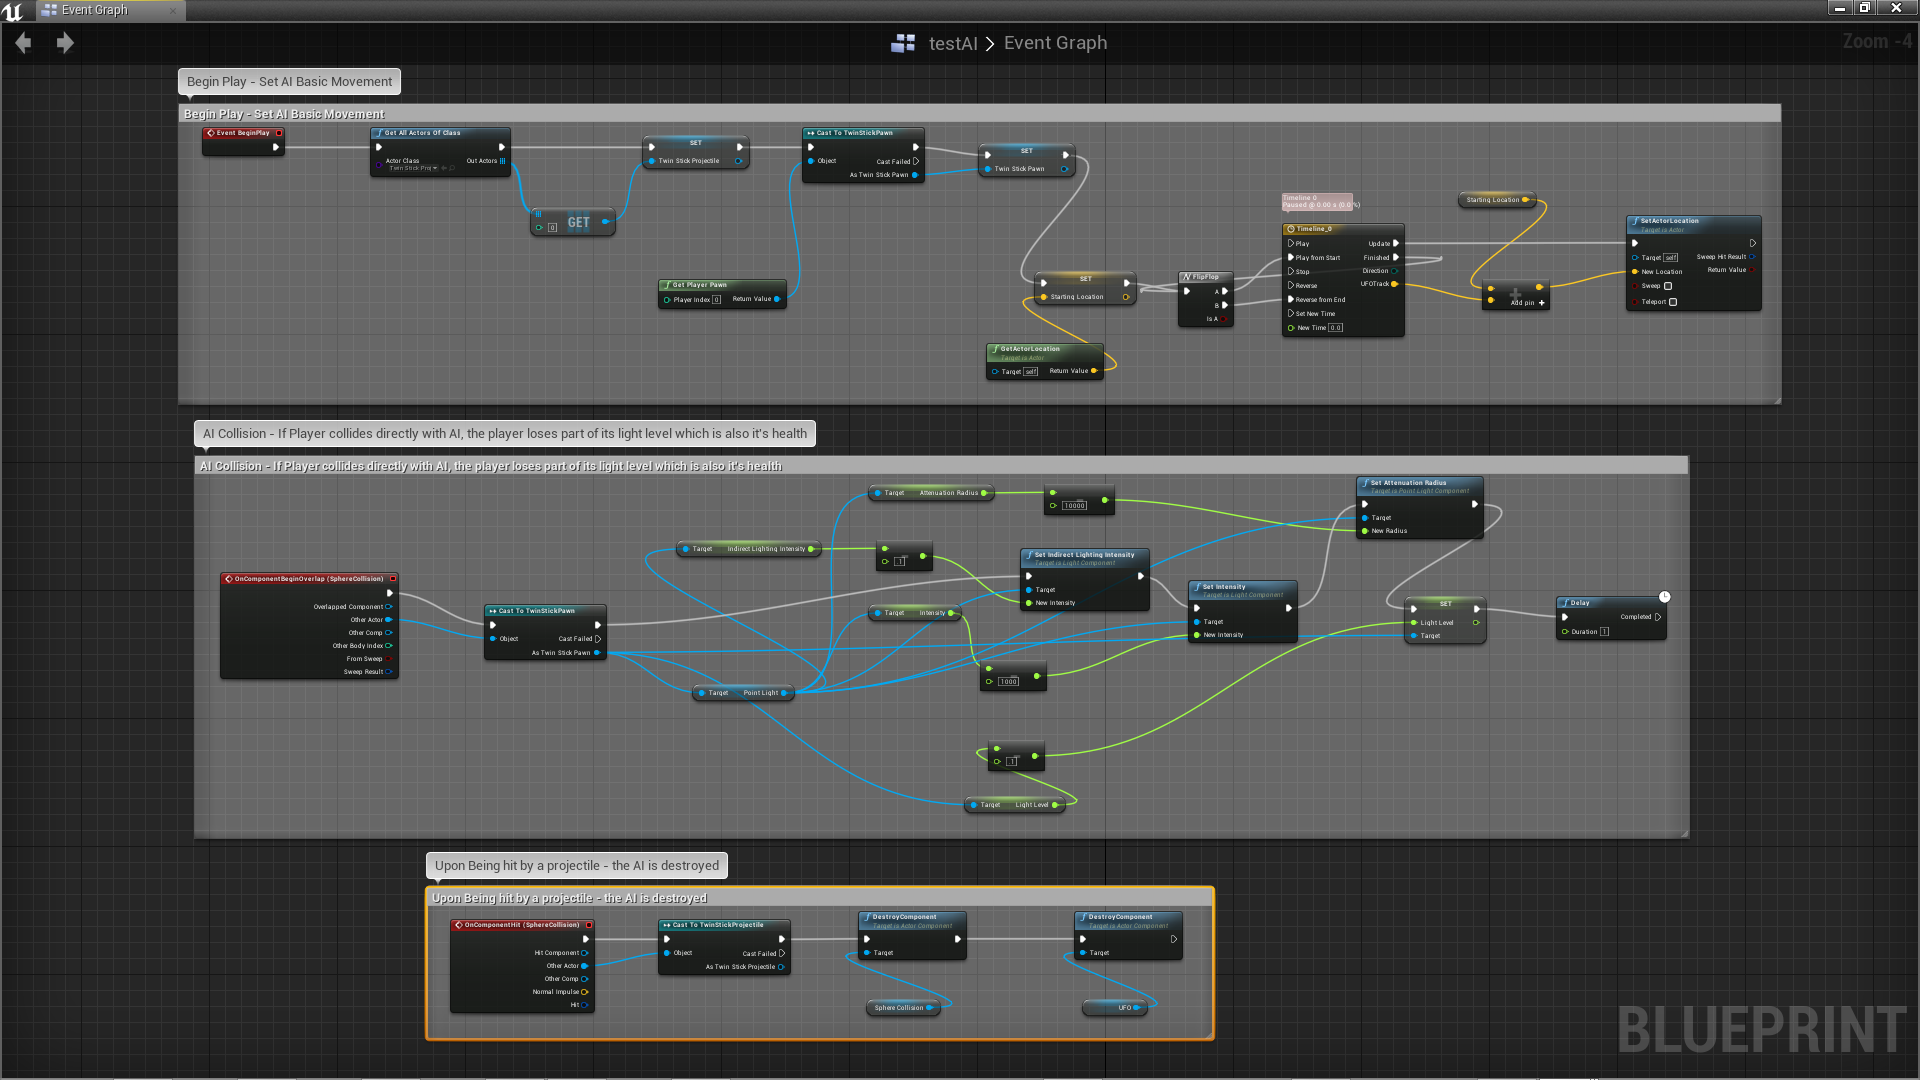 Event Graph
testAI > Event Graph
Zoom -4
Begin Play - Set AI Basic Movement
Begin Play - Set AI Basic Movement
Event BeginPlay
Get All Actors Of Class
Actor Class
Out Actors
Twin Stick Proj
0
GET
SET
Twin Stick Projectile
Cast To TwinStickPawn
Object
Cast Failed
As Twin Stick Pawn
SET
Twin Stick Pawn
Get Player Pawn
Player Index 0
Return Value
SET
Starting Location
GetActorLocation
Target is Actor
Target self
Return Value
FlipFlop
A
B
Is A
Timeline 0
Paused @ 0.00 s (0.0 %)
Timeline_0
Play
Update
Play from Start
Finished
Stop
Direction
Reverse
UFOTrack
Reverse from End
Set New Time
New Time 0.0
Starting Location
Add pin +
SetActorLocation
Target is Actor
Target self
Sweep Hit Result
New Location
Return Value
Sweep
Teleport
AI Collision - If Player collides directly with AI, the player loses part of its light level which is also it's health
AI Collision - If Player collides directly with AI, the player loses part of its light level which is also it's health
OnComponentBeginOverlap (SphereCollision)
Overlapped Component
Other Actor
Other Comp
Other Body Index
From Sweep
Sweep Result
Cast To TwinStickPawn
Object
Cast Failed
As Twin Stick Pawn
Target
Indirect Lighting Intensity
Target
Point Light
Target
Attenuation Radius
10000
Target
Intensity
1000
Target
Light Level
Set Indirect Lighting Intensity
Target is Light Component
Target
New Intensity
Set Intensity
Target is Light Component
Target
New Intensity
Set Attenuation Radius
Target is Point Light Component
Target
New Radius
SET
Light Level
Target
Delay
Completed
Duration 1
Upon Being hit by a projectile - the AI is destroyed
Upon Being hit by a projectile - the AI is destroyed
OnComponentHit (SphereCollision)
Hit Component
Other Actor
Other Comp
Normal Impulse
Hit
Cast To TwinStickProjectile
Object
Cast Failed
As Twin Stick Projectile
DestroyComponent
Target is Actor Component
Target
Sphere Collision
DestroyComponent
Target is Actor Component
Target
UFO
BLUEPRINT